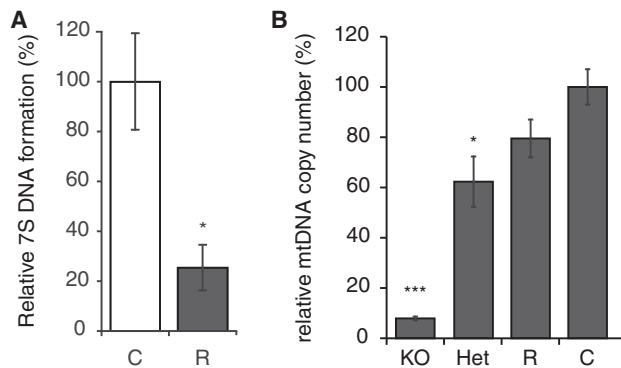 A
Relative 7S DNA formation (%)
120
100
80
60
40
20
0
*
C R
B
relative mtDNA copy number (%)
120
100
80
60
40
20
0
***
*
KO Het R C